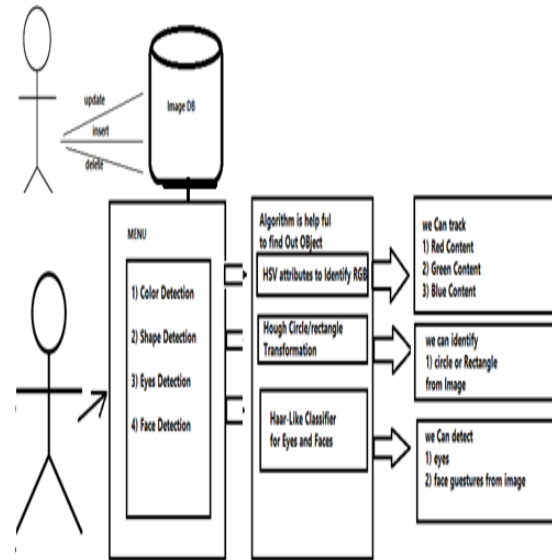 update
insert
delete
Image DB
MENU
1) Color Detection
2) Shape Detection
3) Eyes Detection
4) Face Detection
Algorithm is help ful
to find Out OBject
HSV attributes to Identify RGB
Hough Circle/rectangle
Transformation
Haar-Like Classifier
for Eyes and Faces
we Can track
1) Red Content
2) Green Content
3) Blue Content
we can identify
1) circle or Rectangle
from Image
we Can detect
1) eyes
2) face guestures from image